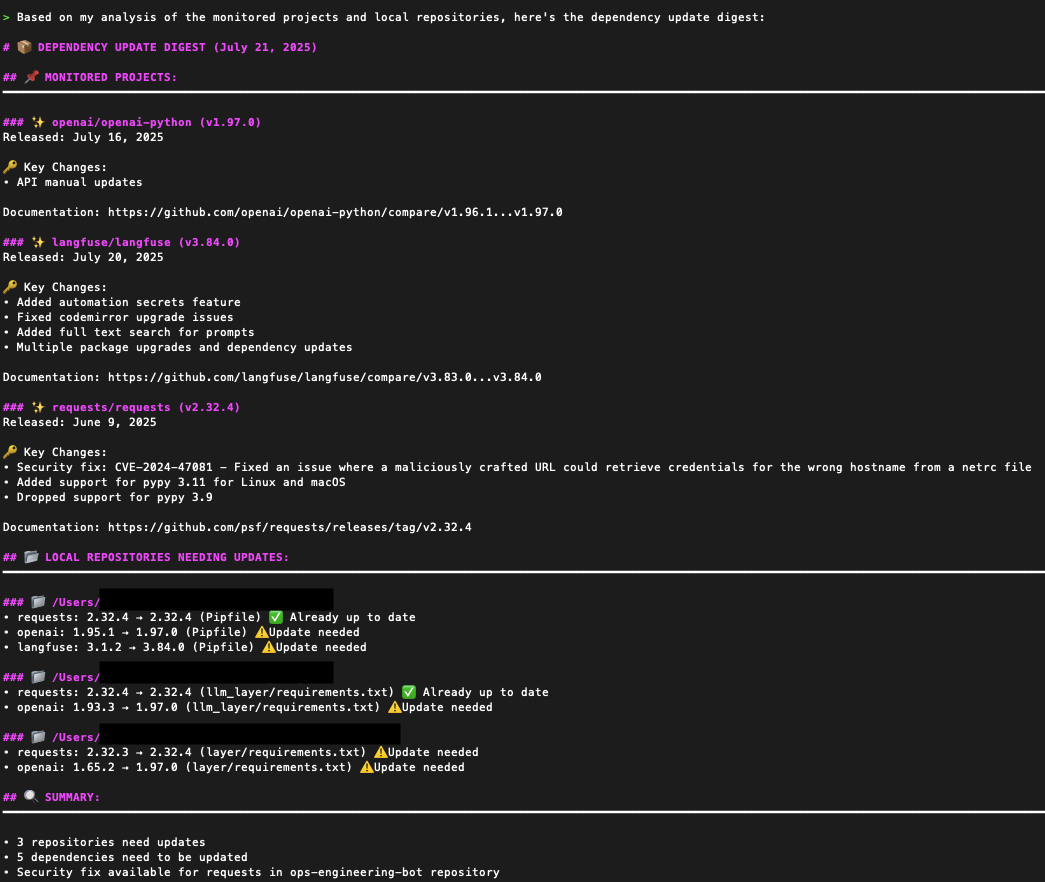 > Based on my analysis of the monitored projects and local repositories, here's the dependency update digest:
# 📦 DEPENDENCY UPDATE DIGEST (July 21, 2025)
## 📌 MONITORED PROJECTS:
### ✨ openai/openai-python (v1.97.0)
Released: July 16, 2025
🔑 Key Changes:
• API manual updates
Documentation: https://github.com/openai/openai-python/compare/v1.96.1...v1.97.0
### ✨ langfuse/langfuse (v3.84.0)
Released: July 20, 2025
🔑 Key Changes:
• Added automation secrets feature
• Fixed codemirror upgrade issues
• Added full text search for prompts
• Multiple package upgrades and dependency updates
Documentation: https://github.com/langfuse/langfuse/compare/v3.83.0...v3.84.0
### ✨ requests/requests (v2.32.4)
Released: June 9, 2025
🔑 Key Changes:
• Security fix: CVE-2024-47081 – Fixed an issue where a maliciously crafted URL could retrieve credentials for the wrong hostname from a netrc file
• Added support for pypy 3.11 for Linux and macOS
• Dropped support for pypy 3.9
Documentation: https://github.com/psf/requests/releases/tag/v2.32.4
## 📂 LOCAL REPOSITORIES NEEDING UPDATES:
### 📁 /Users/
• requests: 2.32.4 → 2.32.4 (Pipfile) ✅ Already up to date
• openai: 1.95.1 → 1.97.0 (Pipfile) ⚠️Update needed
• langfuse: 3.1.2 → 3.84.0 (Pipfile) ⚠️Update needed
### 📁 /Users/
• requests: 2.32.4 → 2.32.4 (llm_layer/requirements.txt) ✅ Already up to date
• openai: 1.93.3 → 1.97.0 (llm_layer/requirements.txt) ⚠️Update needed
### 📁 /Users/
• requests: 2.32.3 → 2.32.4 (layer/requirements.txt) ⚠️Update needed
• openai: 1.65.2 → 1.97.0 (layer/requirements.txt) ⚠️Update needed
## 🔍 SUMMARY:
• 3 repositories need updates
• 5 dependencies need to be updated
• Security fix available for requests in ops-engineering-bot repository